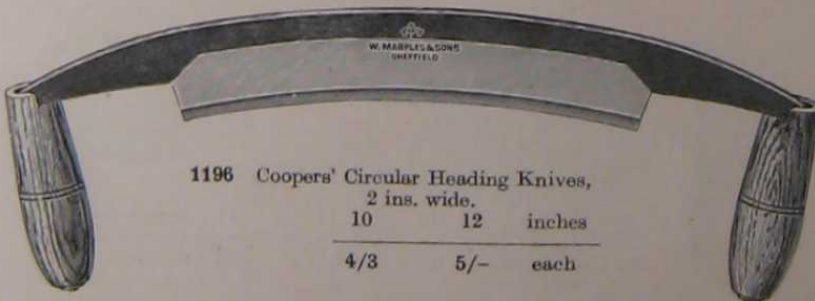 W. MARPLES & SONS
SHEFFIELD
1196 Coopers' Circular Heading Knives,
2 ins. wide.
10 12 inches
4/3 5/– each